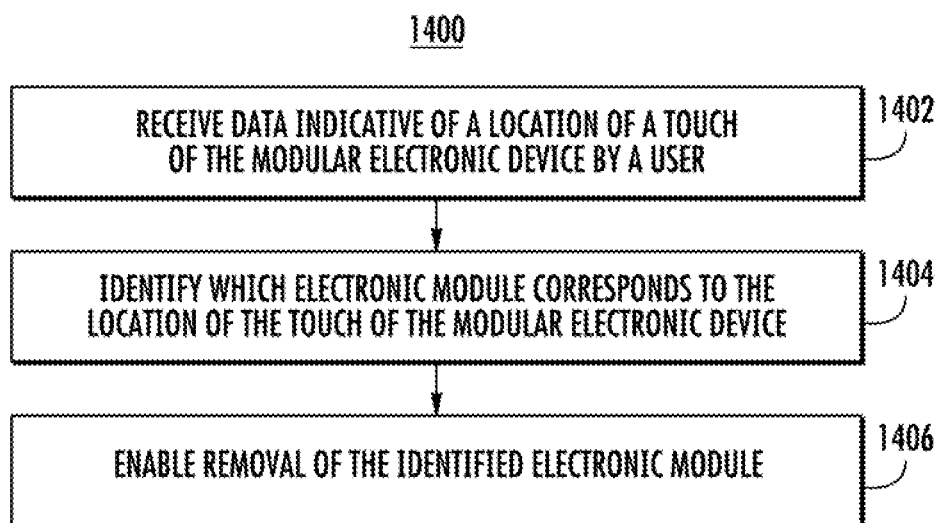 1400
RECEIVE DATA INDICATIVE OF A LOCATION OF A TOUCH
OF THE MODULAR ELECTRONIC DEVICE BY A USER
1402
IDENTIFY WHICH ELECTRONIC MODULE CORRESPONDS TO THE
LOCATION OF THE TOUCH OF THE MODULAR ELECTRONIC DEVICE
1404
ENABLE REMOVAL OF THE IDENTIFIED ELECTRONIC MODULE
1406